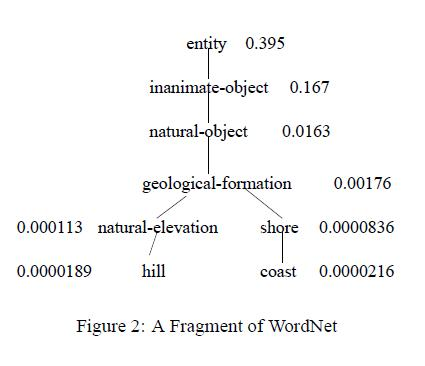 entity 0.395
inanimate-object 0.167
natural-object 0.0163
geological-formation 0.00176
0.000113 natural-elevation shore 0.0000836
0.0000189 hill coast 0.0000216
Figure 2: A Fragment of WordNet